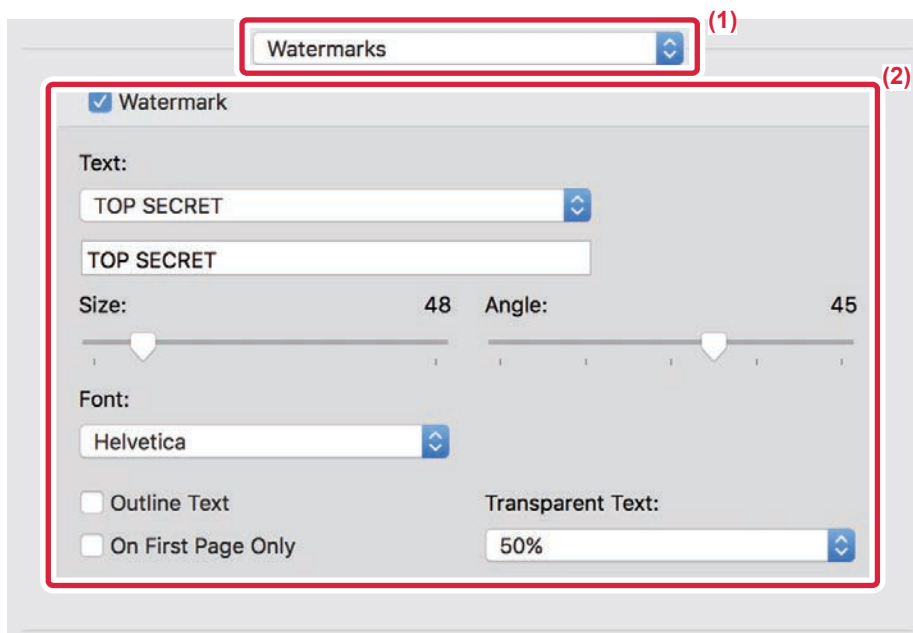 (1)
Watermarks
(2)
Watermark
Text:
TOP SECRET
TOP SECRET
Size: 48 Angle: 45
Font:
Helvetica
Outline Text Transparent Text:
On First Page Only 50%